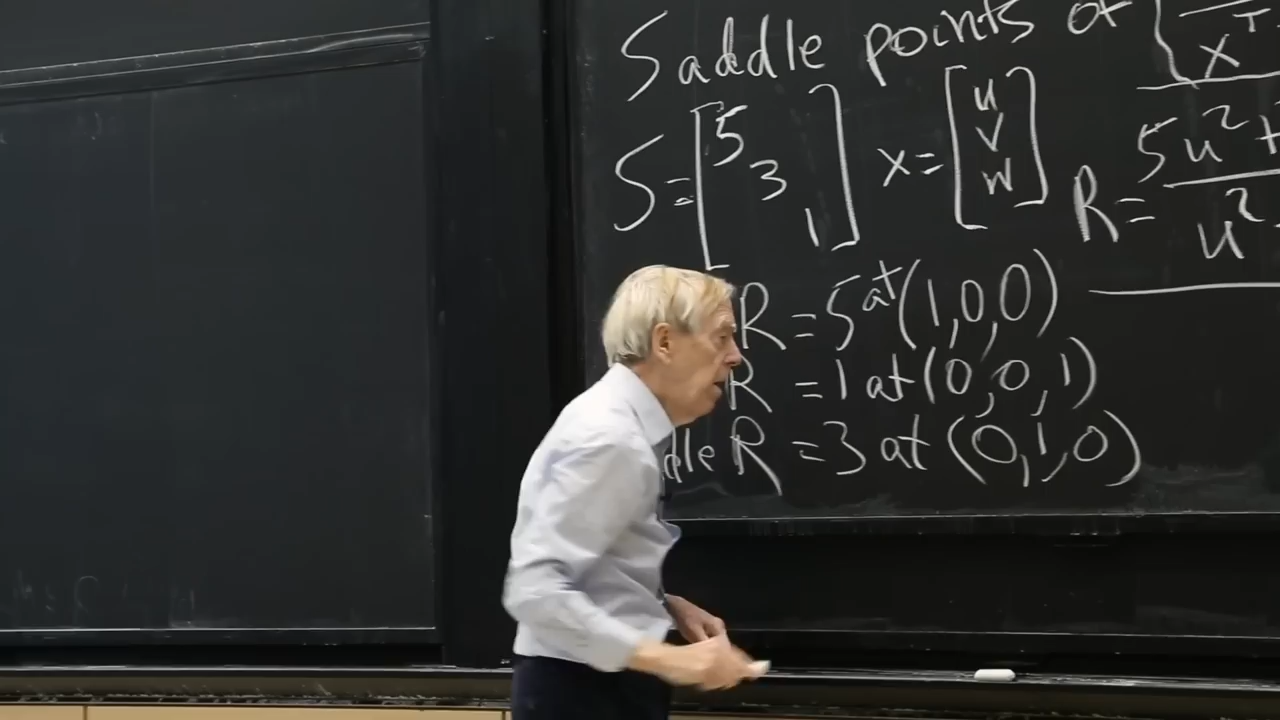 Saddle points of
x^T
S = [5 3 1] x = [u v w] R = 5u² + / u²
R = 5 at (1,0,0)
R = 1 at (0,0,1)
dle R = 3 at (0,1,0)